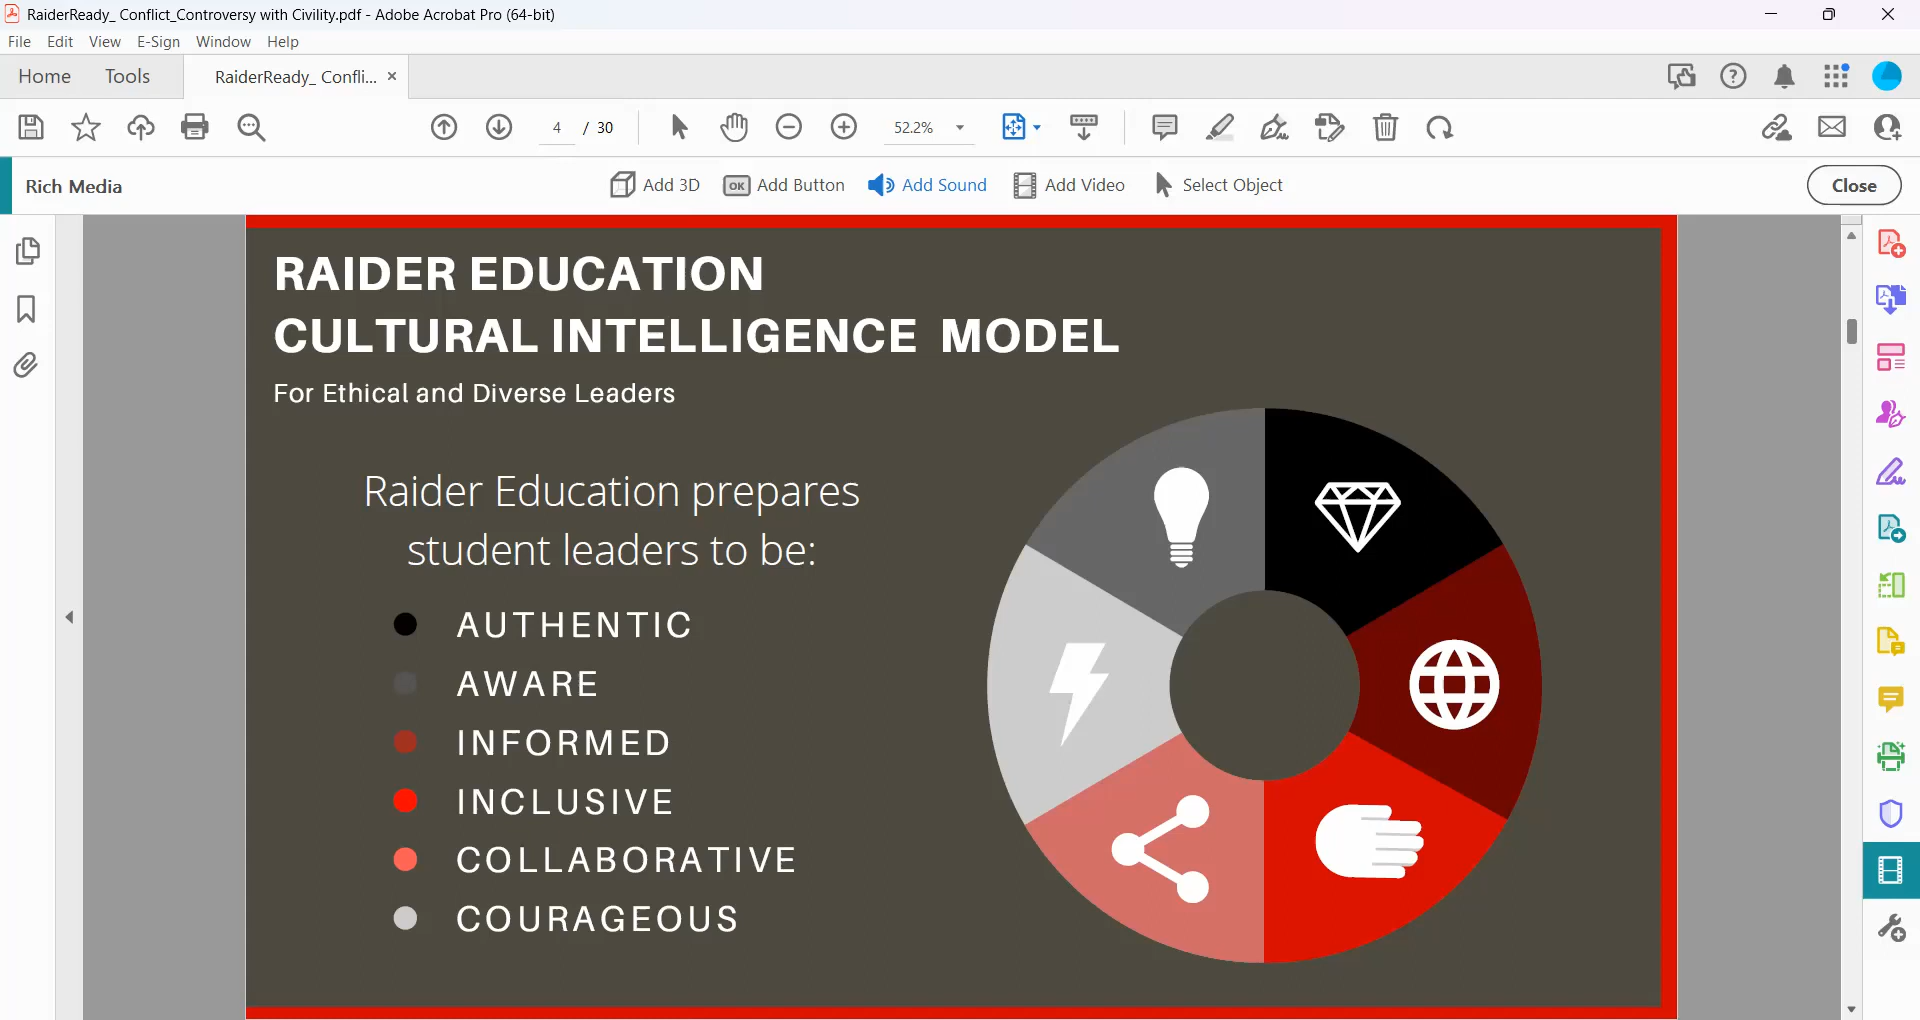 RaiderReady_ Conflict_Controversy with Civility.pdf - Adobe Acrobat Pro (64-bit)
File Edit View E-Sign Window Help
Home Tools RaiderReady_ Confli... ×
4 / 30 52.2%
Rich Media Add 3D OK Add Button Add Sound Add Video Select Object Close
RAIDER EDUCATION
CULTURAL INTELLIGENCE MODEL
For Ethical and Diverse Leaders
Raider Education prepares
student leaders to be:
AUTHENTIC
AWARE
INFORMED
INCLUSIVE
COLLABORATIVE
COURAGEOUS